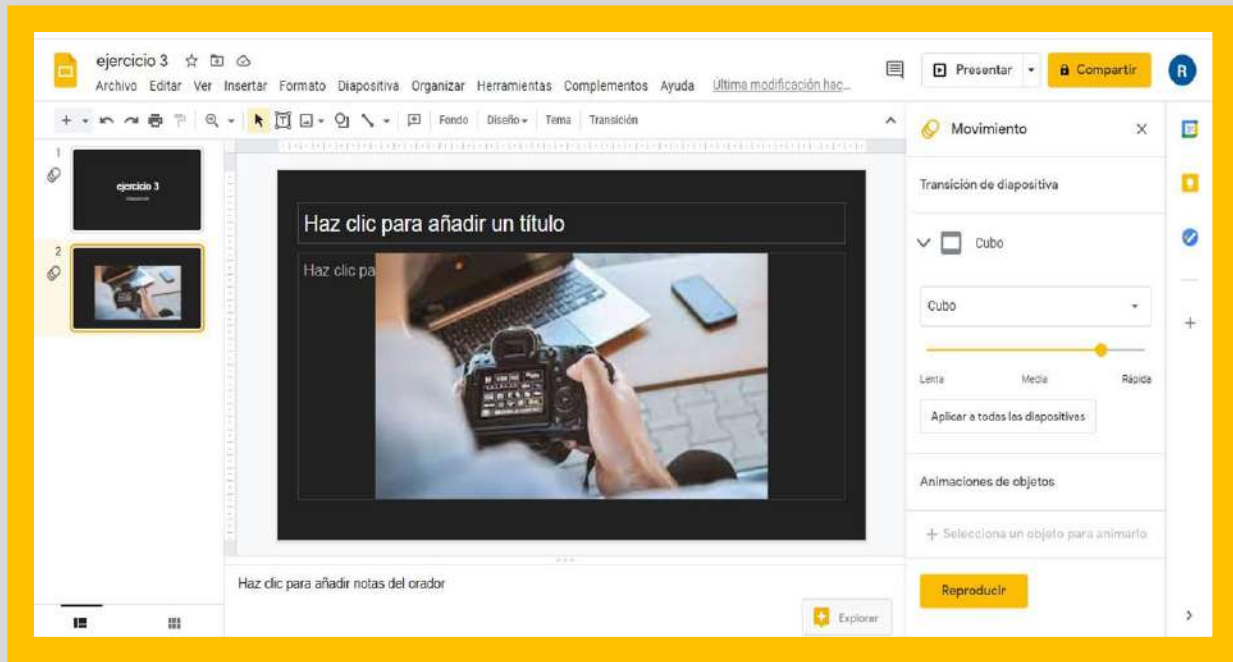 ejercicio 3
Archivo Editar Ver Insertar Formato Diapositiva Organizar Herramientas Complementos Ayuda Última modificación hac...
Presentar
Compartir
R
Fondo Diseño Tema Transición
1
ejercicio 3
2
Haz clic para añadir un título
Haz clic pa
Haz clic para añadir notas del orador
Explorar
Movimiento
Transición de diapositiva
Cubo
Cubo
Lenta Media Rápida
Aplicar a todas las diapositivas
Animaciones de objetos
+ Selecciona un objeto para animarlo
Reproducir